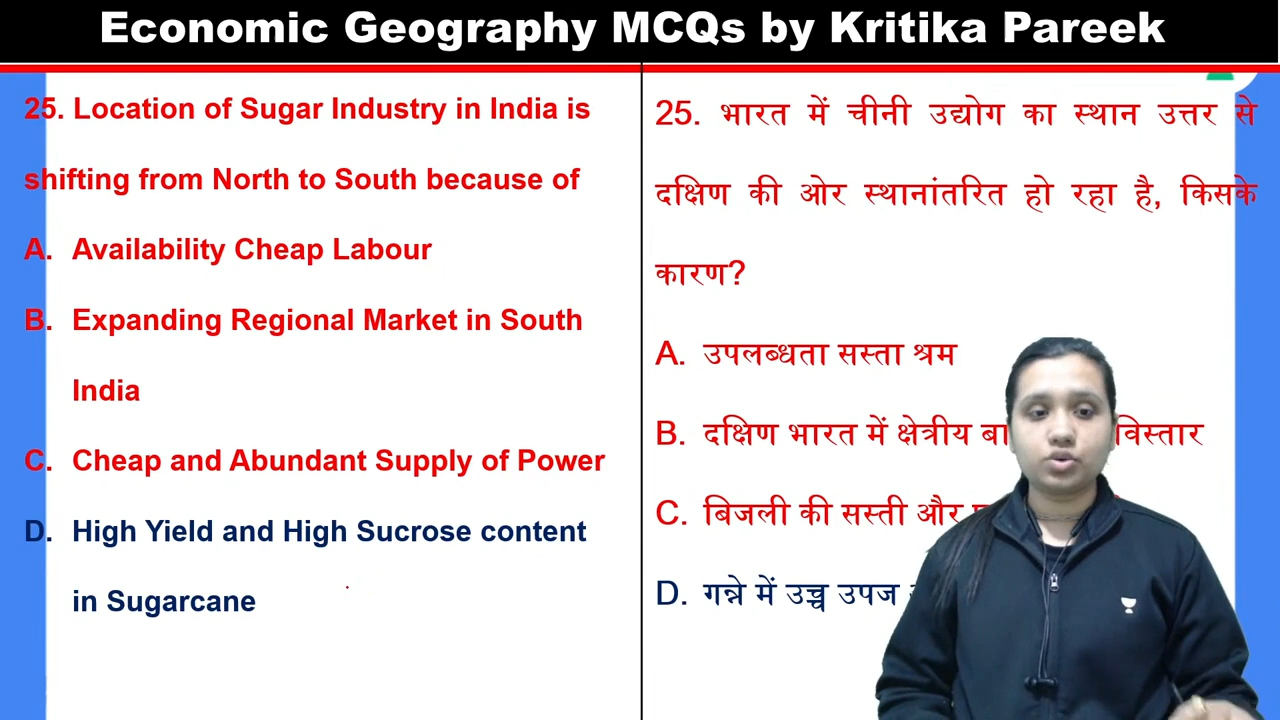 Economic Geography MCQs by Kritika Pareek
25. Location of Sugar Industry in India is
shifting from North to South because of
A. Availability Cheap Labour
B. Expanding Regional Market in South
India
C. Cheap and Abundant Supply of Power
D. High Yield and High Sucrose content
in Sugarcane
25. भारत में चीनी उद्योग का स्थान उत्तर से
दक्षिण की ओर स्थानांतरित हो रहा है, किसके
कारण?
A. उपलब्धता सस्ता श्रम
B. दक्षिण भारत में क्षेत्रीय विस्तार
C. बिजली की सस्ती और
D. गन्ने में उच्च उपज